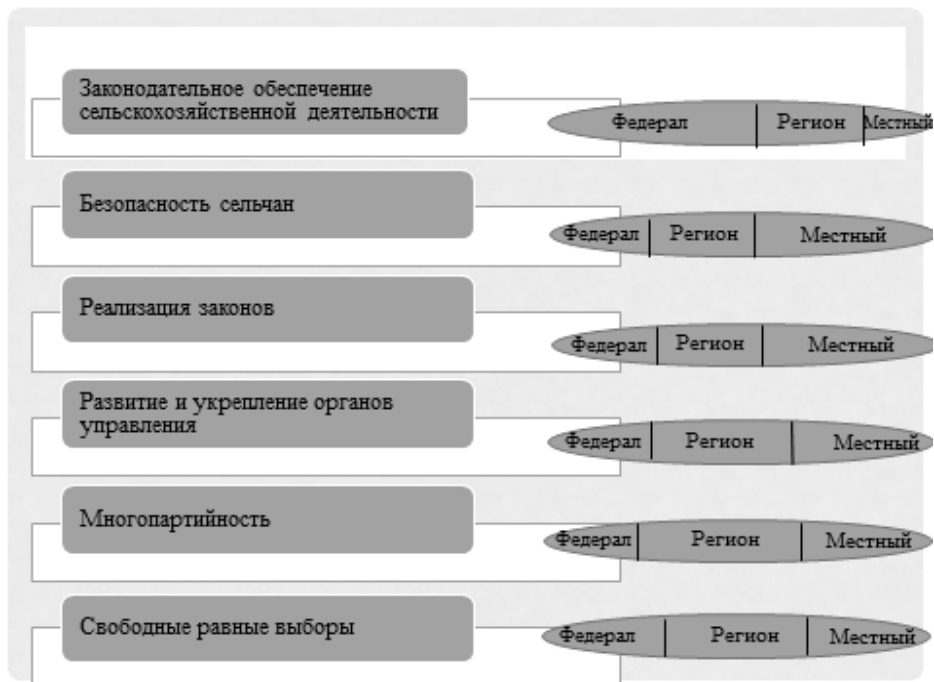 Законодательное обеспечение
сельскохозяйственной деятельности
Федерал Регион Местный
Безопасность сельчан
Федерал Регион Местный
Реализация законов
Федерал Регион Местный
Развитие и укрепление органов
управления
Федерал Регион Местный
Многопартийность
Федерал Регион Местный
Свободные равные выборы
Федерал Регион Местный